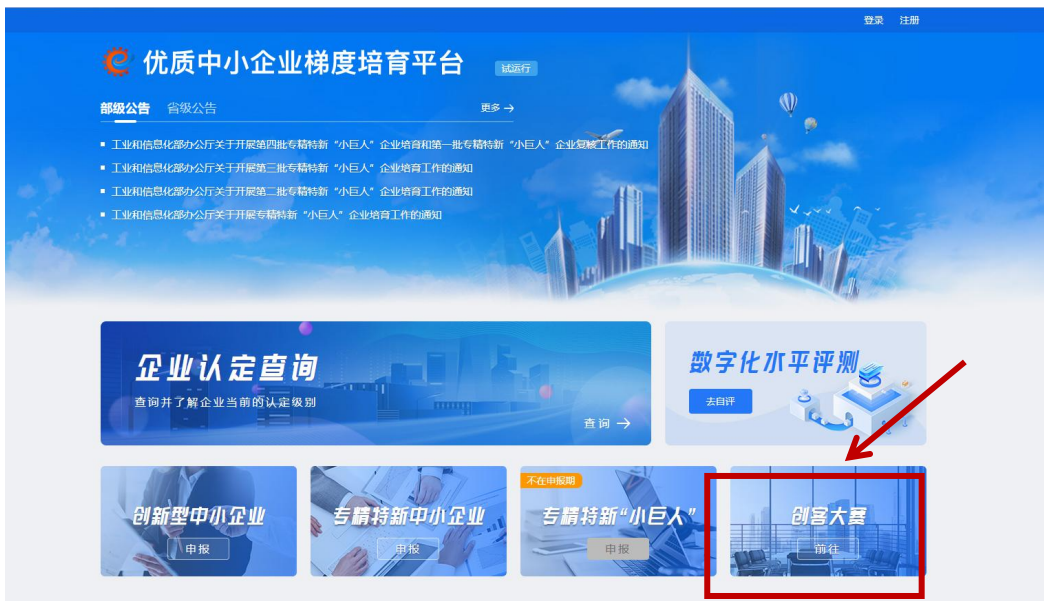 登录 注册
优质中小企业梯度培育平台 试运行
部级公告 省级公告 更多 →
工业和信息化部办公厅关于开展第四批专精特新“小巨人”企业培育和第一批专精特新“小巨人”企业复核工作的通知
工业和信息化部办公厅关于开展第三批专精特新“小巨人”企业培育工作的通知
工业和信息化部办公厅关于开展第二批专精特新“小巨人”企业培育工作的通知
工业和信息化部办公厅关于开展专精特新“小巨人”企业培育工作的通知
企业认定查询
查询并了解企业当前的认定级别
查询 →
数字化水平评测
去自评
创新型中小企业
申报
专精特新中小企业
申报
不在申报期
专精特新“小巨人”
申报
创客大赛
前往